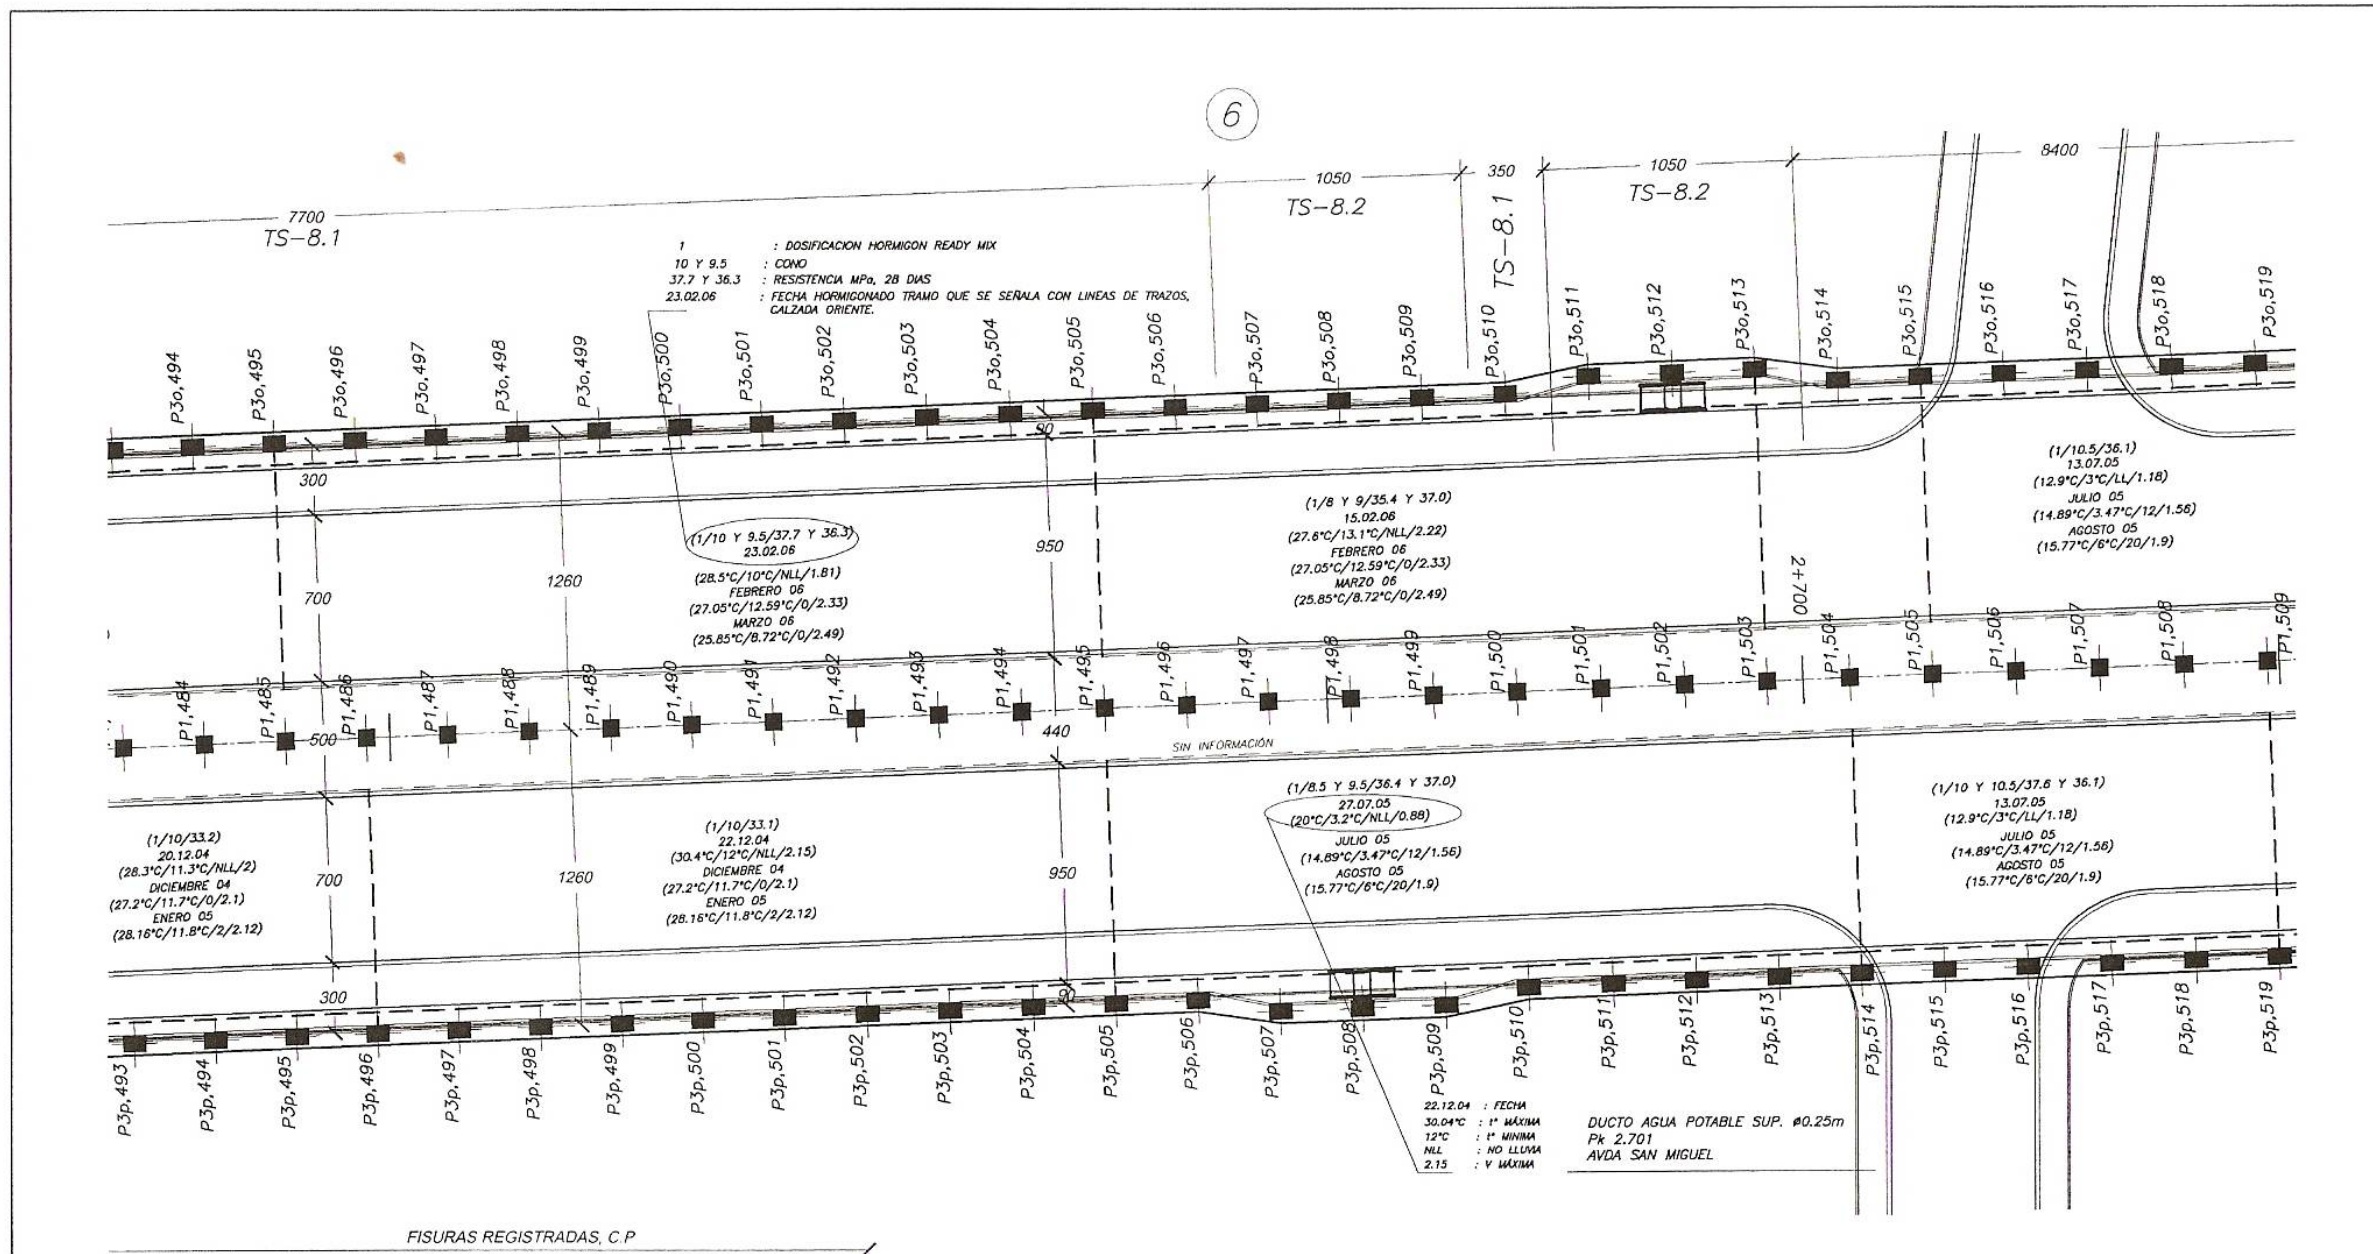 6
7700
TS-8.1
1050
TS-8.2
350
TS-8.1
1050
TS-8.2
8400
1 : DOSIFICACION HORMIGON READY MIX
10 Y 9.5 : CONO
37.7 Y 36.3 : RESISTENCIA MPa, 28 DIAS
23.02.06 : FECHA HORMIGONADO TRAMO QUE SE SEÑALA CON LINEAS DE TRAZOS,
CALZADA ORIENTE.
P3o,494
P3o,495
P3o,496
P3o,497
P3o,498
P3o,499
P3o,500
P3o,501
P3o,502
P3o,503
P3o,504
P3o,505
P3o,506
P3o,507
P3o,508
P3o,509
P3o,510
P3o,511
P3o,512
P3o,513
P3o,514
P3o,515
P3o,516
P3o,517
P3o,518
P3o,519
300
700
1260
90
950
(1/10 Y 9.5/37.7 Y 36.3)
23.02.06
(28.5°C/10°C/NLL/1.81)
FEBRERO 06
(27.05°C/12.59°C/0/2.33)
MARZO 06
(25.85°C/8.72°C/0/2.49)
(1/8 Y 9/35.4 Y 37.0)
15.02.06
(27.6°C/13.1°C/NLL/2.22)
FEBRERO 06
(27.05°C/12.59°C/0/2.33)
MARZO 06
(25.85°C/8.72°C/0/2.49)
2+700
(1/10.5/36.1)
13.07.05
(12.9°C/3°C/LL/1.18)
JULIO 05
(14.89°C/3.47°C/12/1.56)
AGOSTO 05
(15.77°C/6°C/20/1.9)
P1,484
P1,485
P1,486
P1,487
P1,488
P1,489
P1,490
P1,491
P1,492
P1,493
P1,494
P1,495
P1,496
P1,497
P1,498
P1,499
P1,500
P1,501
P1,502
P1,503
P1,504
P1,505
P1,506
P1,507
P1,508
P1,509
500
440
SIN INFORMACIÓN
(1/10/33.2)
20.12.04
(28.3°C/11.3°C/NLL/2)
DICIEMBRE 04
(27.2°C/11.7°C/0/2.1)
ENERO 05
(28.16°C/11.8°C/2/2.12)
700
1260
(1/10/33.1)
22.12.04
(30.4°C/12°C/NLL/2.15)
DICIEMBRE 04
(27.2°C/11.7°C/0/2.1)
ENERO 05
(28.16°C/11.8°C/2/2.12)
950
(1/8.5 Y 9.5/36.4 Y 37.0)
27.07.05
(20°C/3.2°C/NLL/0.88)
JULIO 05
(14.89°C/3.47°C/12/1.56)
AGOSTO 05
(15.77°C/6°C/20/1.9)
(1/10 Y 10.5/37.6 Y 36.1)
13.07.05
(12.9°C/3°C/LL/1.18)
JULIO 05
(14.89°C/3.47°C/12/1.56)
AGOSTO 05
(15.77°C/6°C/20/1.9)
300
P3p,493
P3p,494
P3p,495
P3p,496
P3p,497
P3p,498
P3p,499
P3p,500
P3p,501
P3p,502
P3p,503
P3p,504
P3p,505
P3p,506
P3p,507
P3p,508
P3p,509
P3p,510
P3p,511
P3p,512
P3p,513
P3p,514
P3p,515
P3p,516
P3p,517
P3p,518
P3p,519
22.12.04 : FECHA
30.04°C : t° MÁXIMA
12°C : t° MINIMA
NLL : NO LLUVIA
2.15 : V MÁXIMA
DUCTO AGUA POTABLE SUP. ø0.25m
Pk 2.701
AVDA SAN MIGUEL
FISURAS REGISTRADAS, C.P